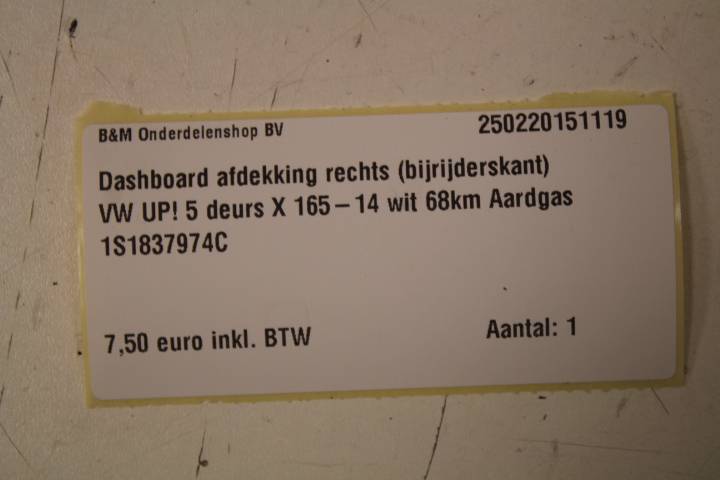 B&M Onderdelenshop BV 250220151119
Dashboard afdekking rechts (bijrijderskant)
VW UP! 5 deurs X 165-14 wit 68km Aardgas
1S1837974C
7,50 euro inkl. BTW Aantal: 1